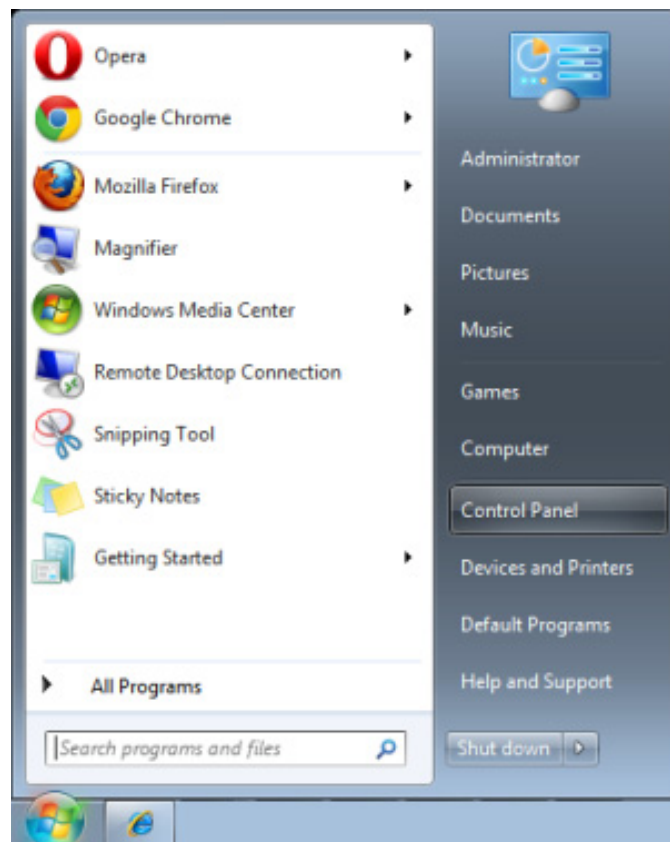 Opera
Google Chrome
Mozilla Firefox
Magnifier
Windows Media Center
Remote Desktop Connection
Snipping Tool
Sticky Notes
Getting Started
All Programs
Search programs and files
Administrator
Documents
Pictures
Music
Games
Computer
Control Panel
Devices and Printers
Default Programs
Help and Support
Shut down